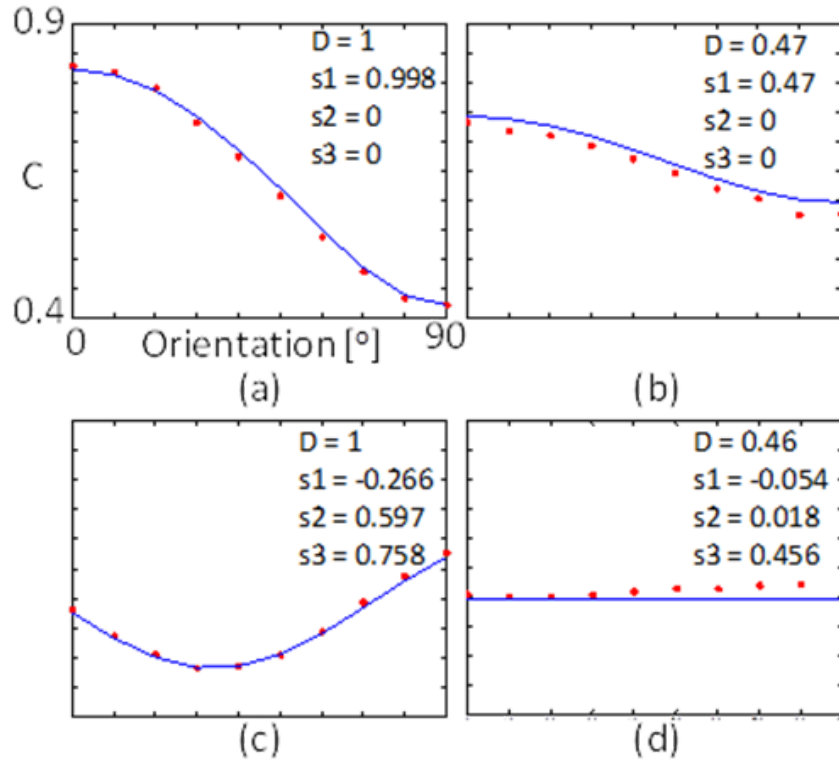 0.9
D = 1
s1 = 0.998
s2 = 0
s3 = 0
C
0.4
0
Orientation [º]
90
(a)
D = 0.47
s1 = 0.47
s2 = 0
s3 = 0
(b)
D = 1
s1 = -0.266
s2 = 0.597
s3 = 0.758
(c)
D = 0.46
s1 = -0.054
s2 = 0.018
s3 = 0.456
(d)